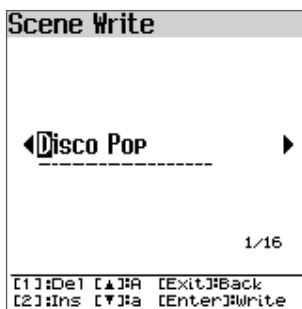 Scene Write
◀Disco Pop ▶
1/16
[1]:Del [▲]:A [Exit]:Back
[2]:Ins [▼]:a [Enter]:Write